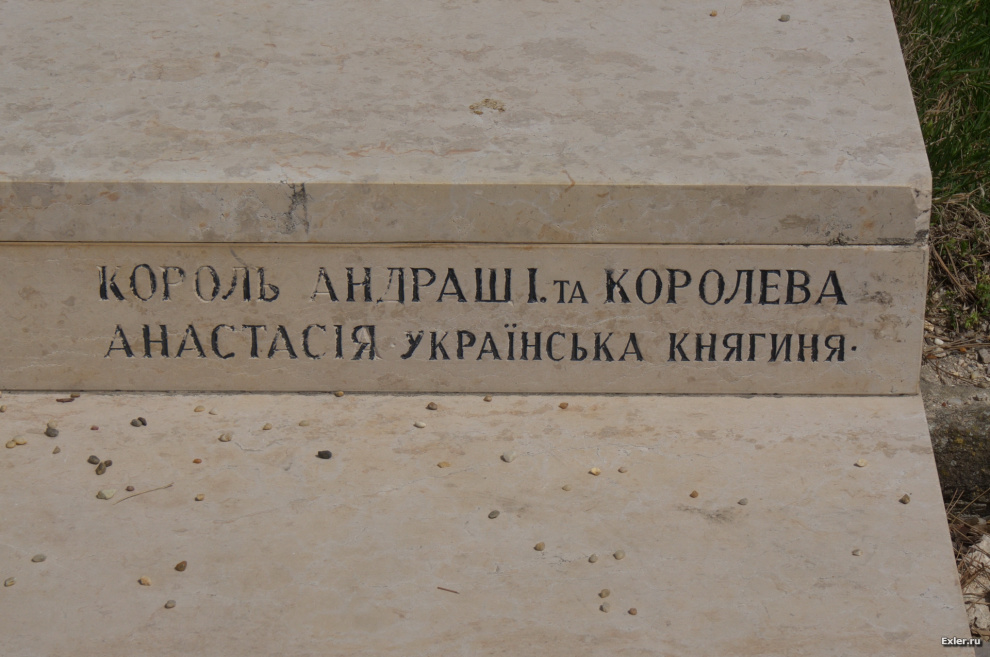 КОРОЛЬ АНДРАШ І. ТА КОРОЛЕВА
АНАСТАСІЯ УКРАЇНСЬКА КНЯГИНЯ·
Exler.ru